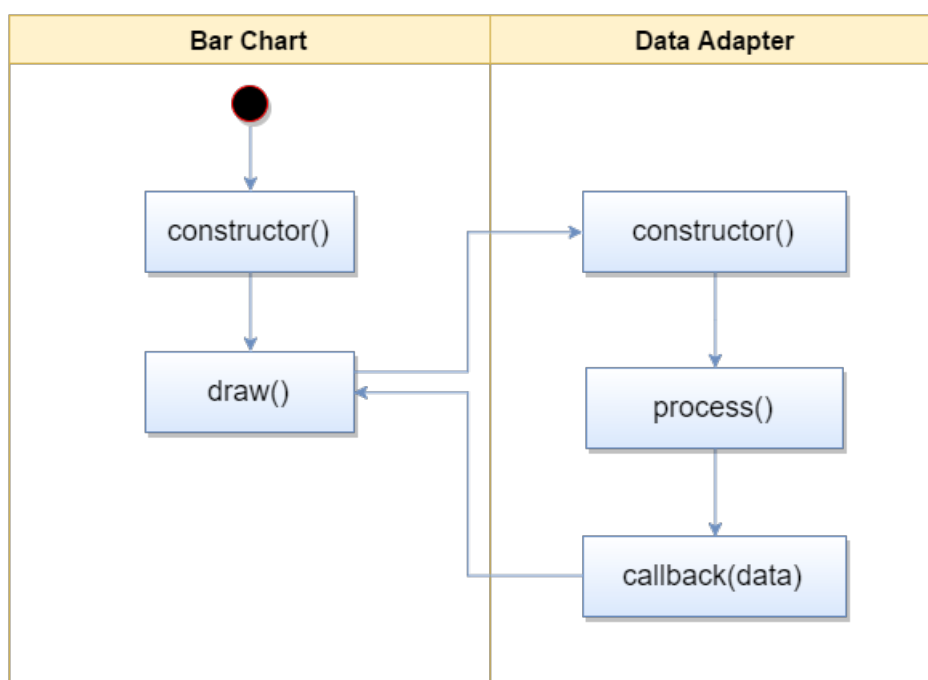 Bar Chart
Data Adapter
constructor()
constructor()
draw()
process()
callback(data)